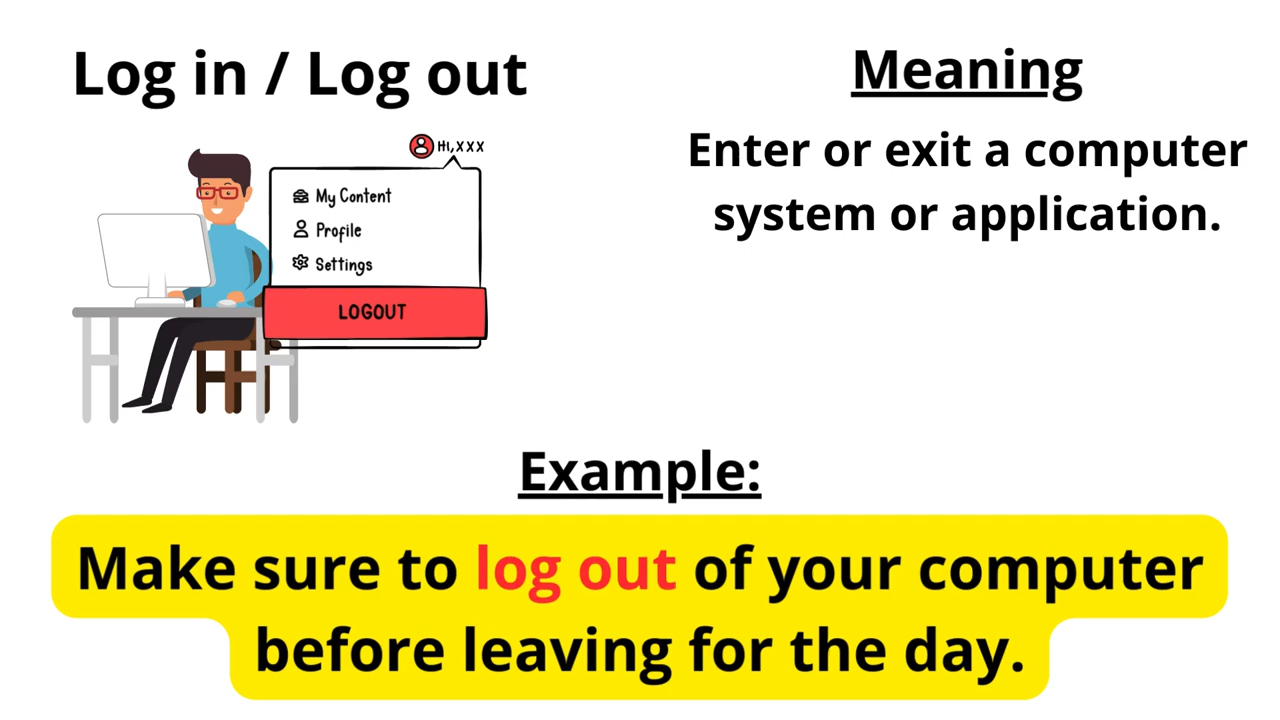 Log in / Log out
Hi,XXX
My Content
Profile
Settings
LOGOUT
Meaning
Enter or exit a computer
system or application.
Example:
Make sure to log out of your computer
before leaving for the day.